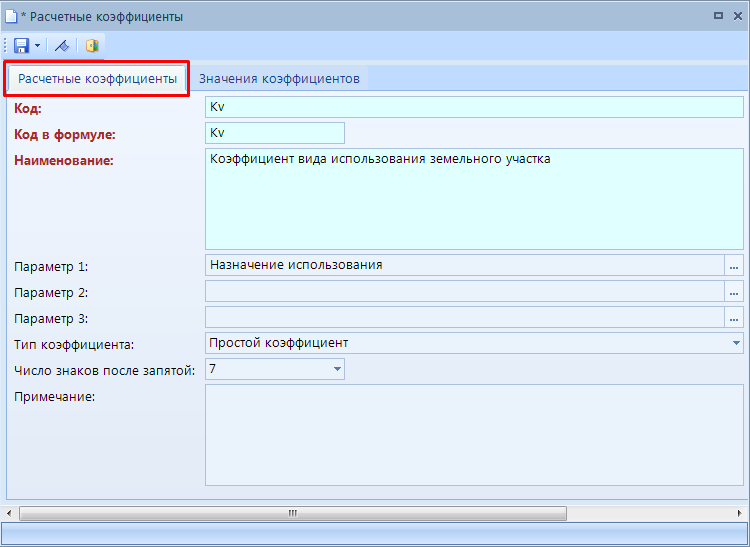 * Расчетные коэффициенты
Расчетные коэффициенты Значения коэффициентов
Код: Kv
Код в формуле: Kv
Наименование: Коэффициент вида использования земельного участка
Параметр 1: Назначение использования ...
Параметр 2: ...
Параметр 3: ...
Тип коэффициента: Простой коэффициент
Число знаков после запятой: 7
Примечание: